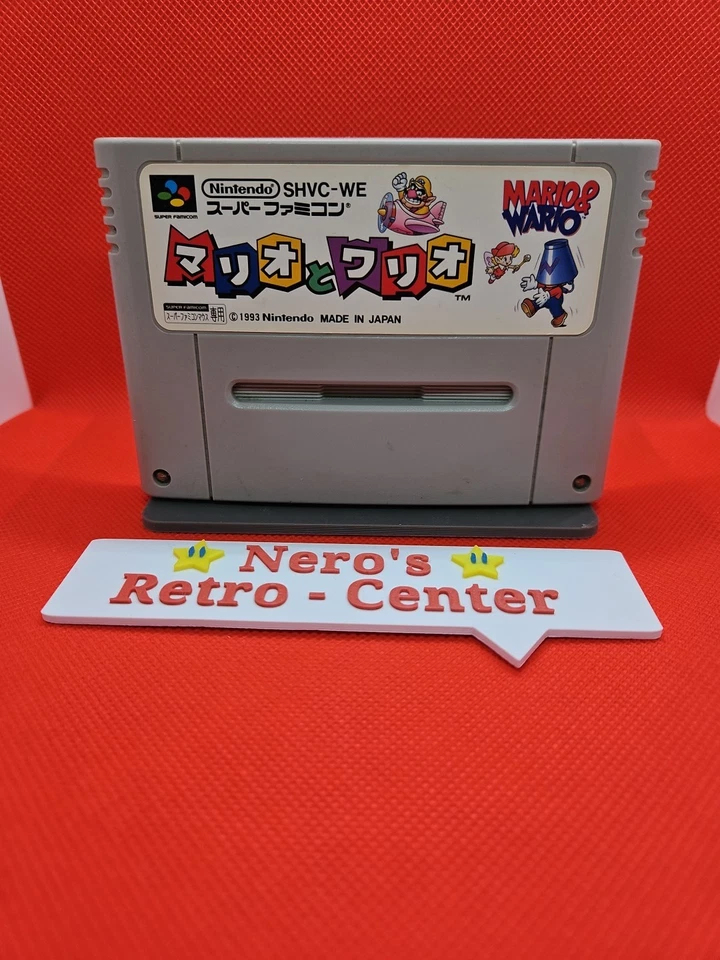 SUPER FAMICOM
Nintendo® SHVC-WE
スーパーファミコン®
MARIO&
WARIO
マリオとワリオ
TM
SUPER FAMICOM
スーパーファミコンマウス 専用
© 1993 Nintendo MADE IN JAPAN
Nero's
Retro - Center